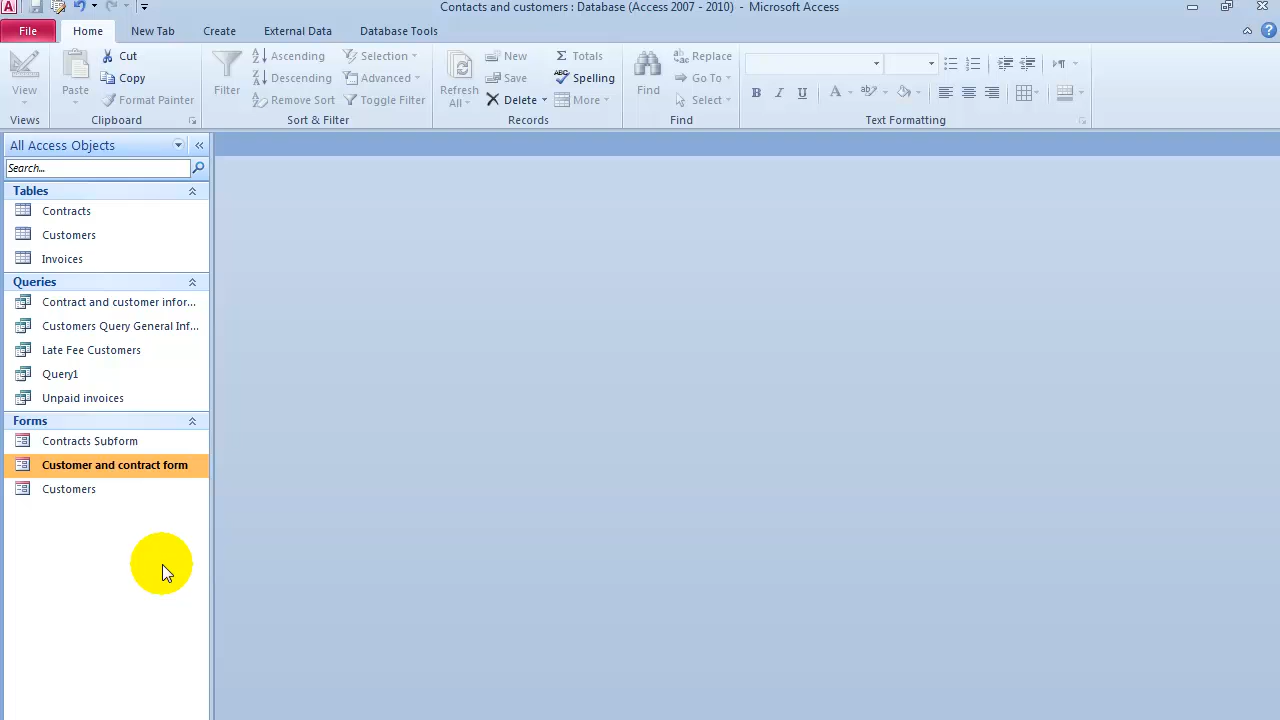 Contacts and customers : Database (Access 2007 - 2010) - Microsoft Access
File Home New Tab Create External Data Database Tools
View
Views
Paste
Cut
Copy
Format Painter
Clipboard
Filter
Ascending
Descending
Remove Sort
Selection
Advanced
Toggle Filter
Sort & Filter
Refresh All
New
Save
Delete
Totals
Spelling
More
Records
Find
Replace
Go To
Select
Find
B I U A ab
Text Formatting
All Access Objects
Search...
Tables
Contracts
Customers
Invoices
Queries
Contract and customer infor...
Customers Query General Inf...
Late Fee Customers
Query1
Unpaid invoices
Forms
Contracts Subform
Customer and contract form
Customers